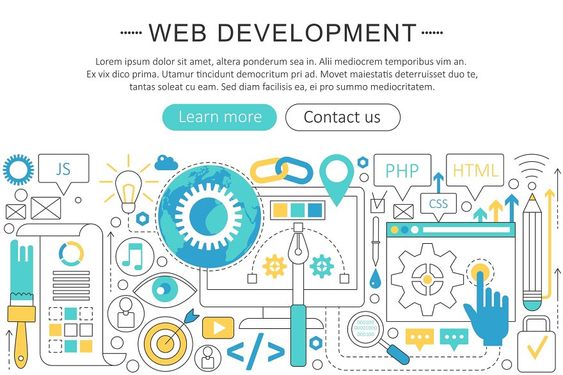 WEB DEVELOPMENT
Lorem ipsum dolor sit amet, altera ponderum sea in. Alii mediocrem temporibus vim an.
Ex vix dico prima. Utamur tincidunt democritum pri ad. Movet maiestatis deterruisset duo te,
tantas soleat cu eam. Sed diam facilisis ea, ei pro summo mediocritatem.
Learn more
Contact us
JS
PHP
HTML
CSS
</>